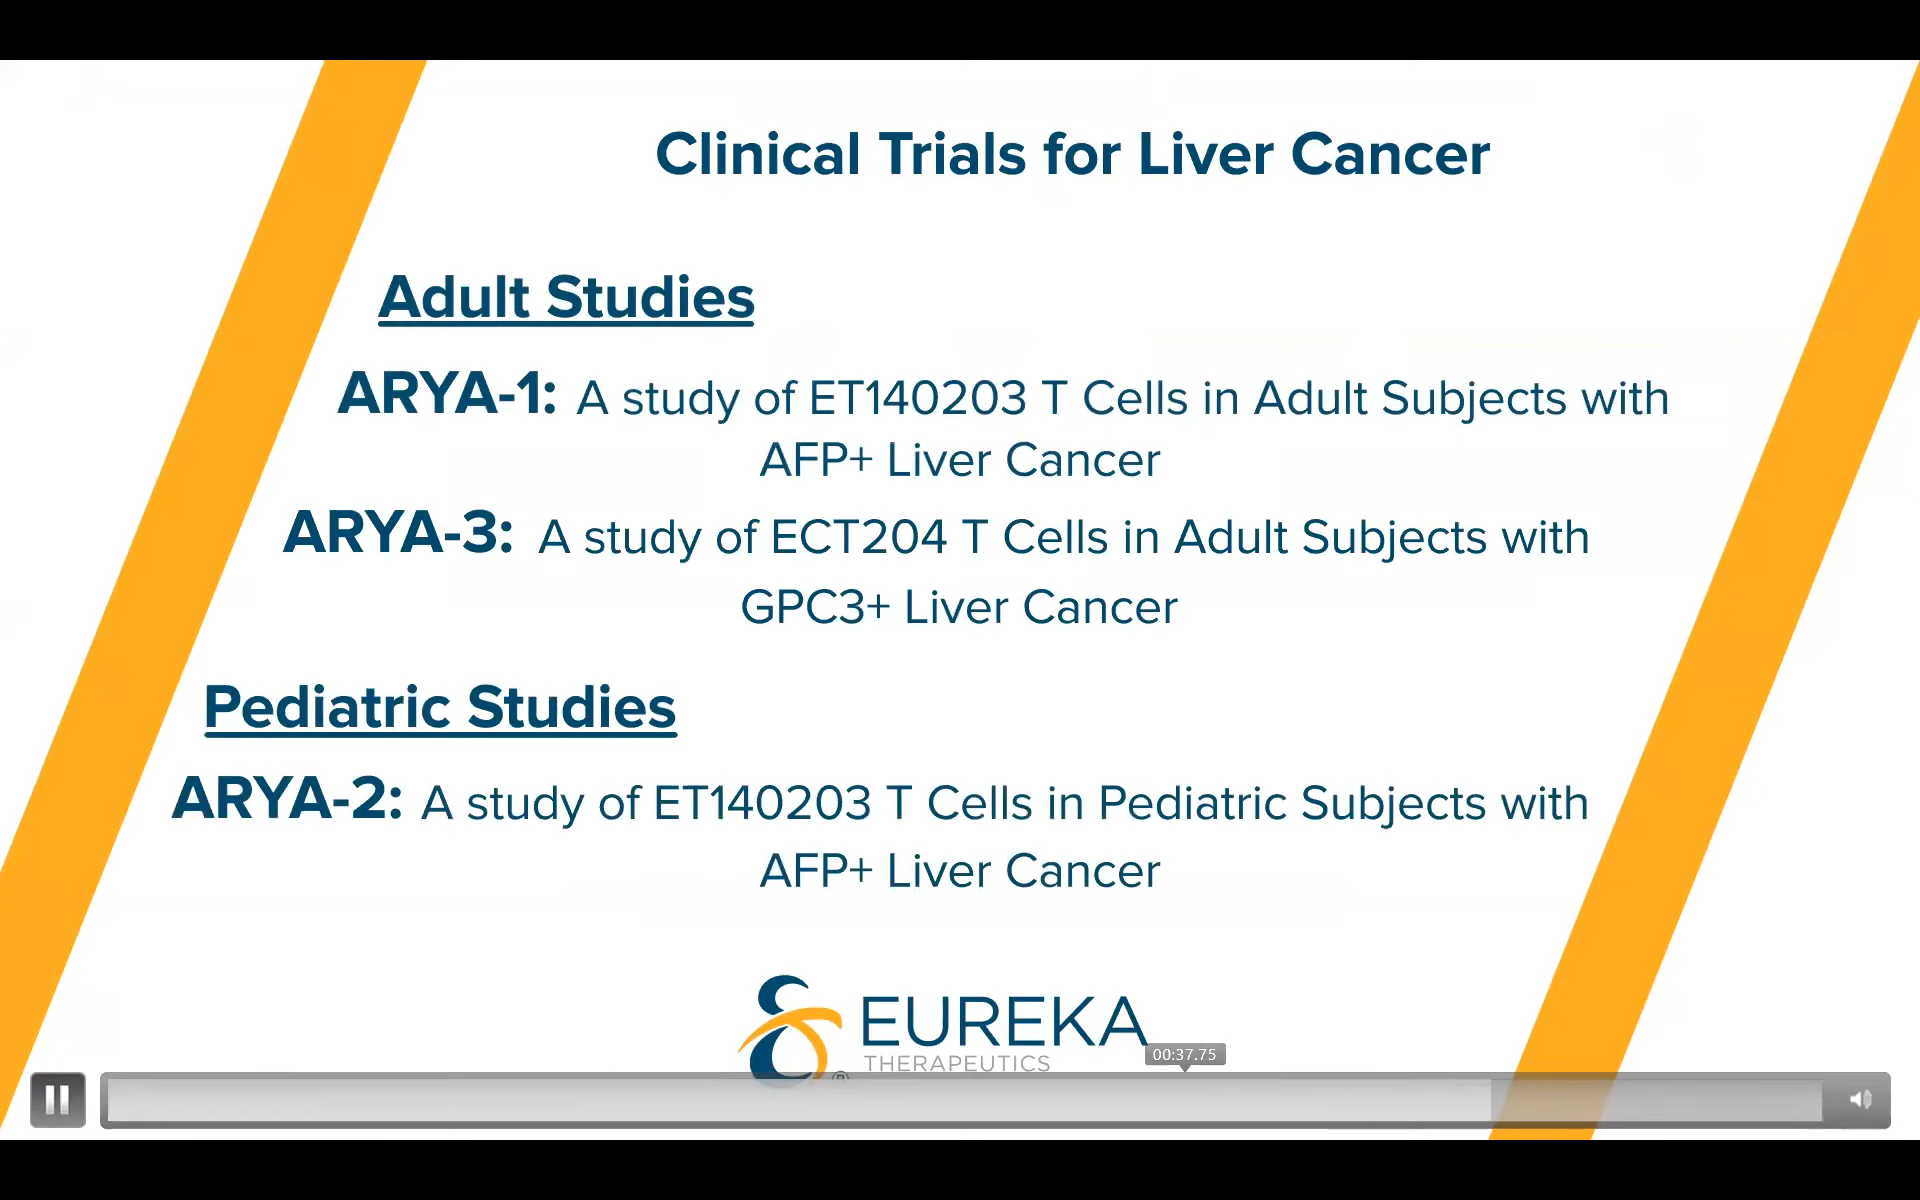 Clinical Trials for Liver Cancer
Adult Studies
ARYA-1: A study of ET140203 T Cells in Adult Subjects with
AFP+ Liver Cancer
ARYA-3: A study of ECT204 T Cells in Adult Subjects with
GPC3+ Liver Cancer
Pediatric Studies
ARYA-2: A study of ET140203 T Cells in Pediatric Subjects with
AFP+ Liver Cancer
EUREKA
THERAPEUTICS
®
00:37.75